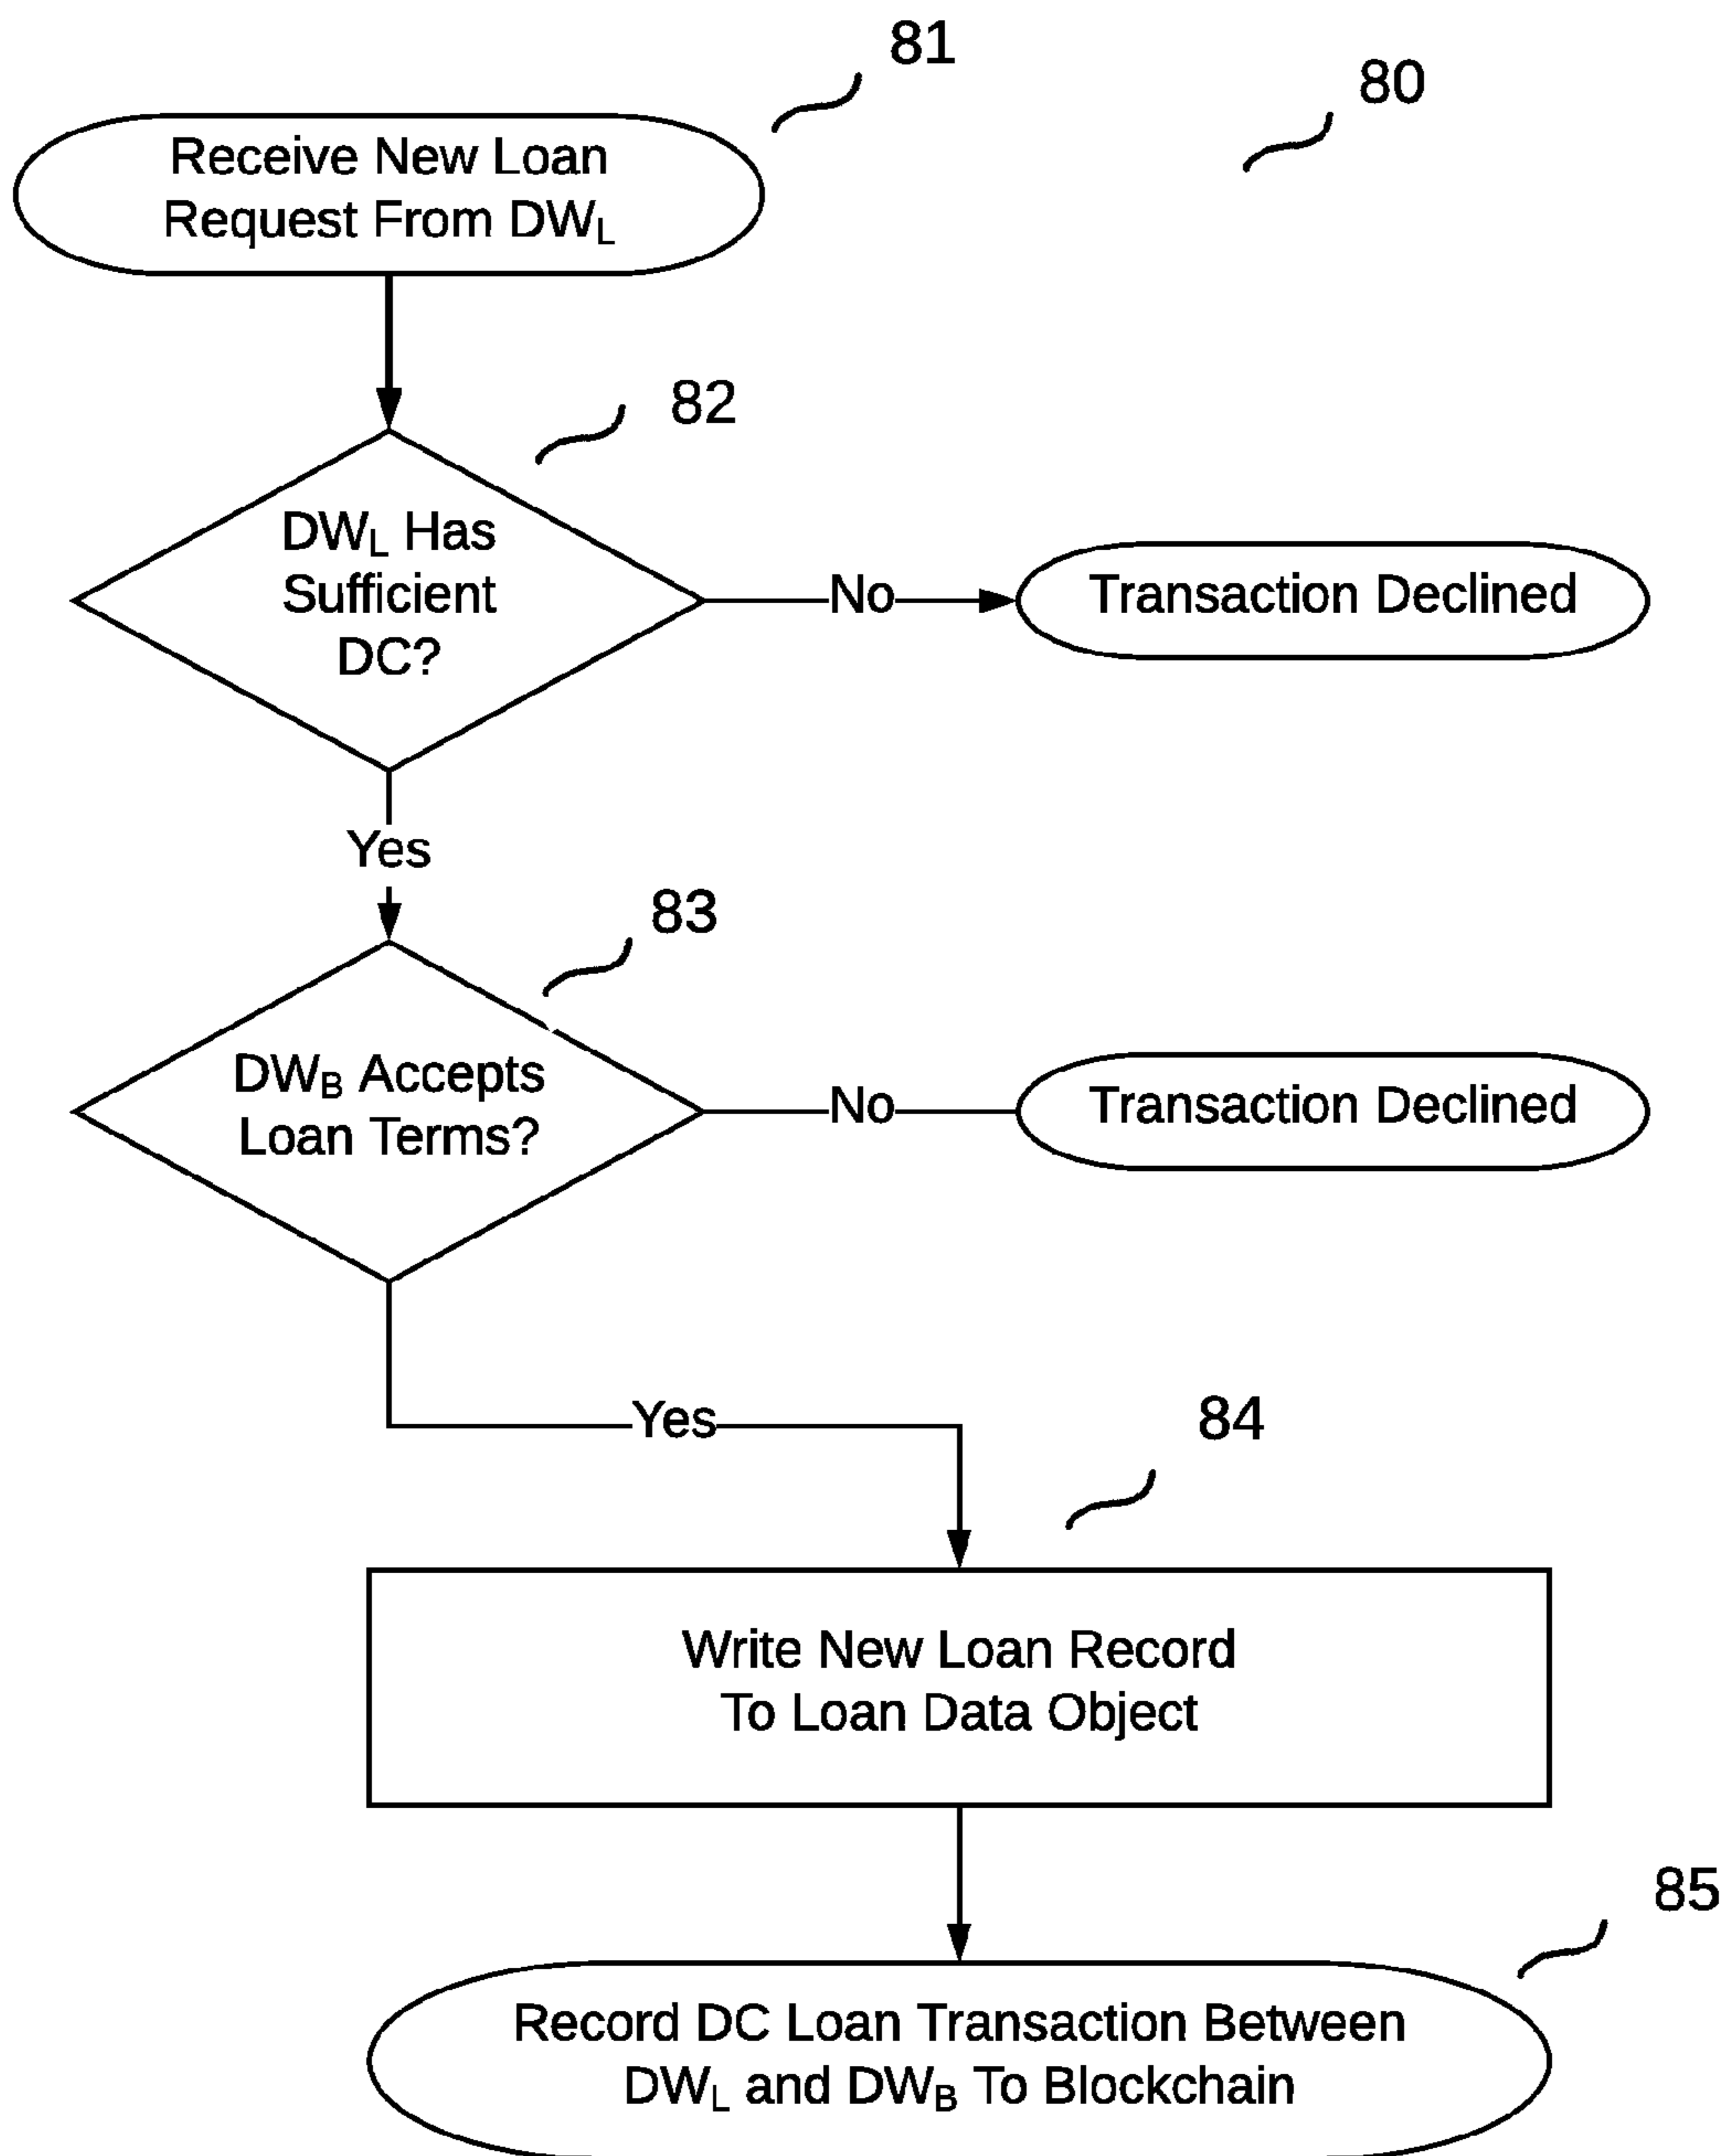 81
80
Receive New Loan
Request From DWL
82
DWL Has
Sufficient
DC?
No
Transaction Declined
Yes
83
DWB Accepts
Loan Terms?
No
Transaction Declined
Yes
84
Write New Loan Record
To Loan Data Object
85
Record DC Loan Transaction Between
DWL and DWB To Blockchain